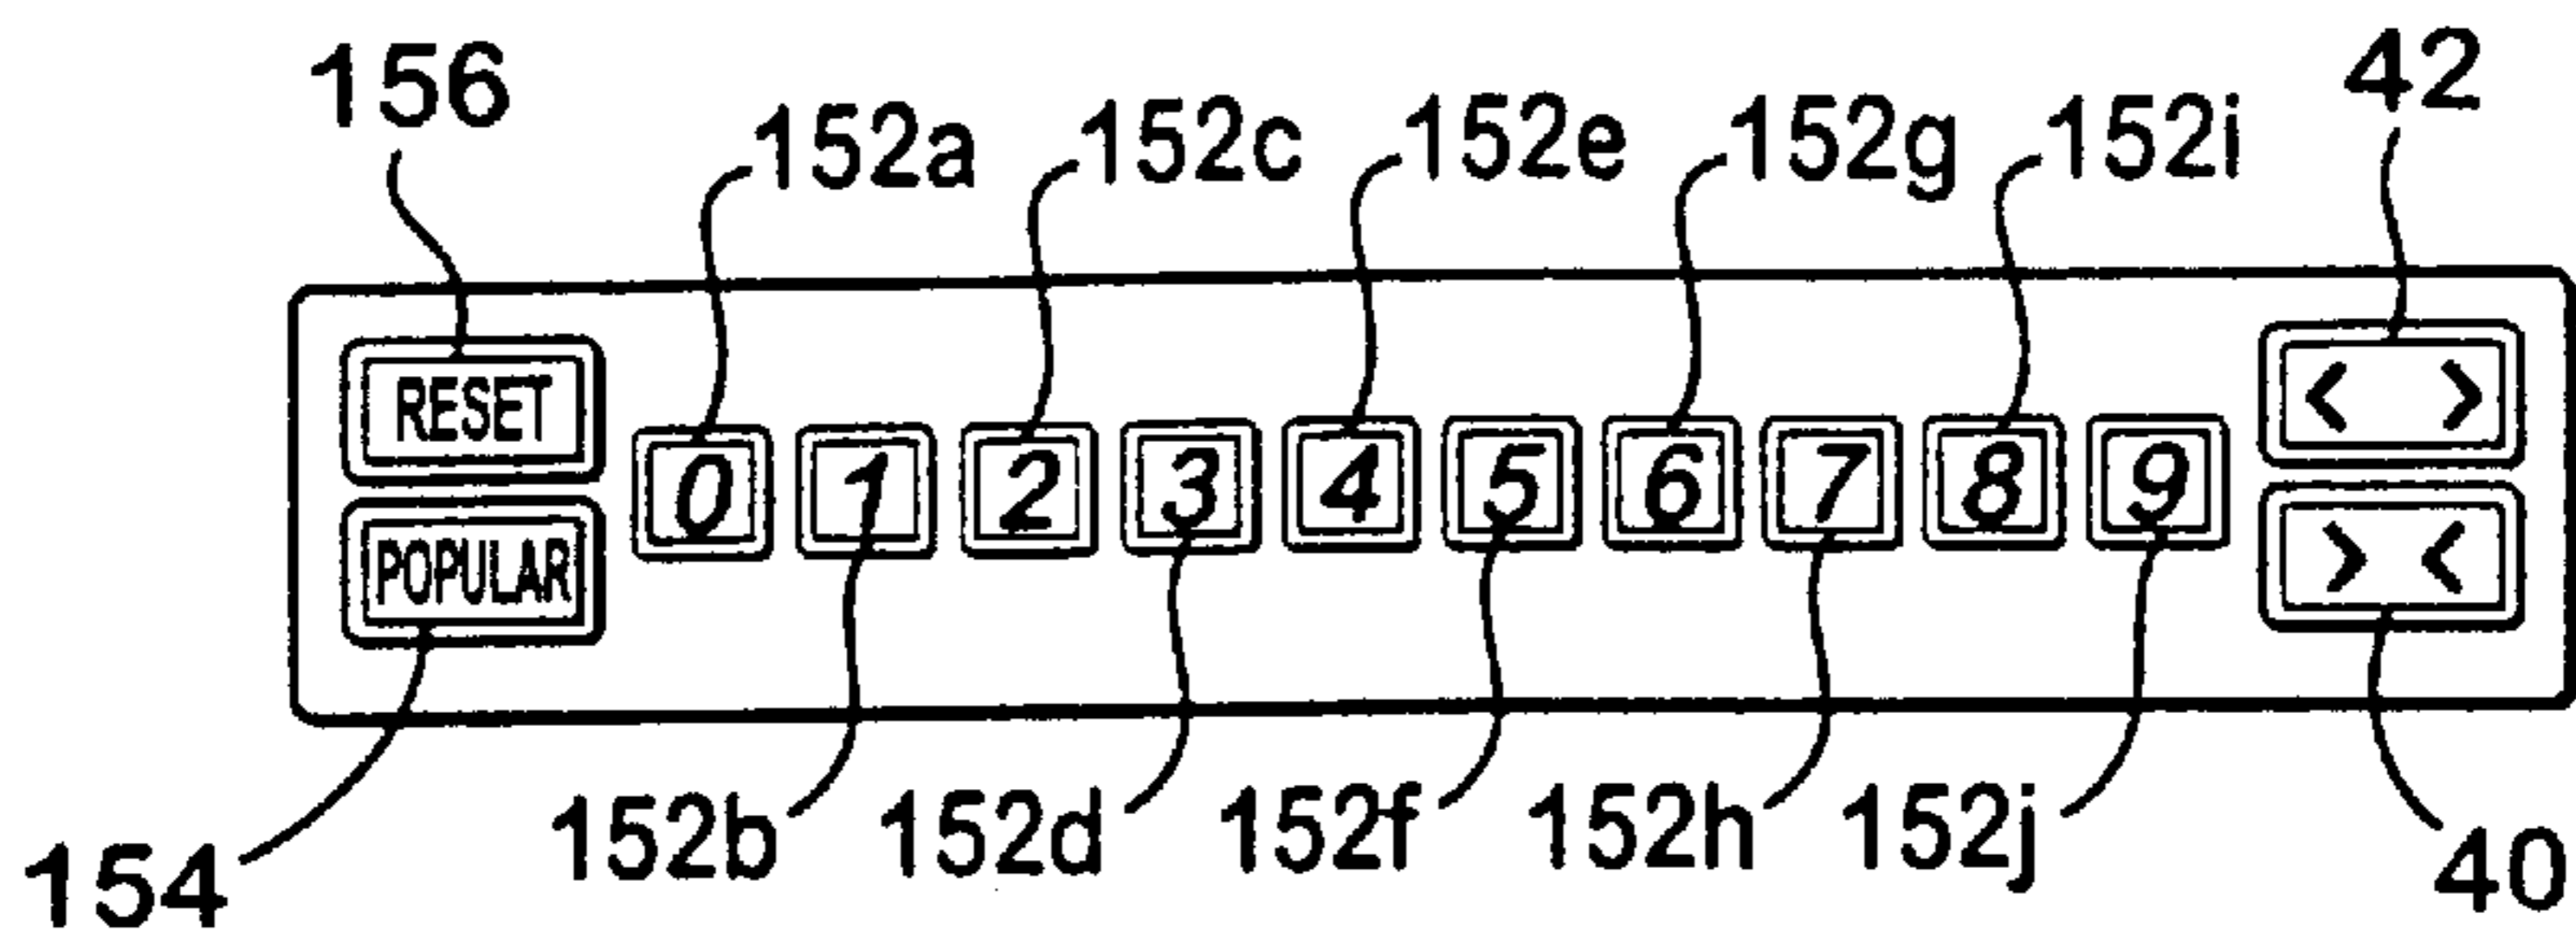 156 42
152a 152c 152e 152g 152i
RESET < >
0 1 2 3 4 5 6 7 8 9
POPULAR > <
152b 152d 152f 152h 152j
154 40